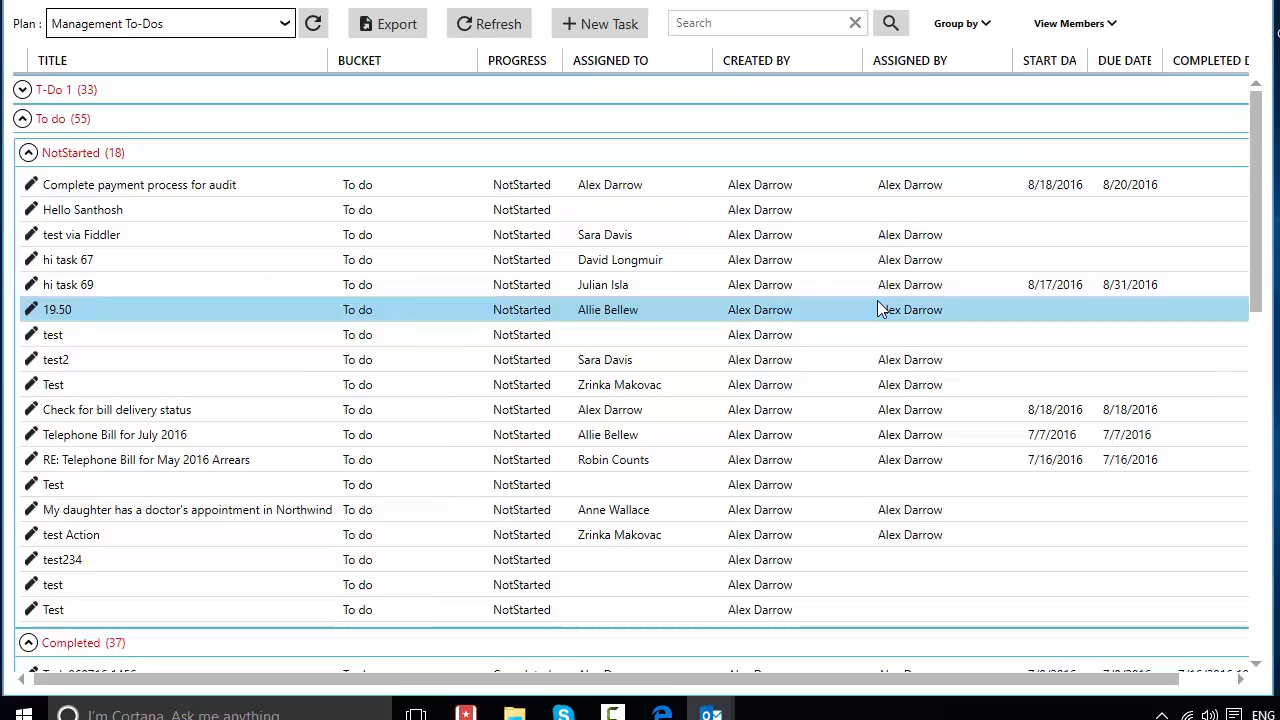 Plan : Management To-Dos Export Refresh New Task Search Group by View Members
TITLE BUCKET PROGRESS ASSIGNED TO CREATED BY ASSIGNED BY START DA DUE DATE COMPLETED D
T-Do 1 (33)
To do (55)
NotStarted (18)
Complete payment process for audit To do NotStarted Alex Darrow Alex Darrow Alex Darrow 8/18/2016 8/20/2016
Hello Santhosh To do NotStarted Alex Darrow
test via Fiddler To do NotStarted Sara Davis Alex Darrow Alex Darrow
hi task 67 To do NotStarted David Longmuir Alex Darrow Alex Darrow
hi task 69 To do NotStarted Julian Isla Alex Darrow Alex Darrow 8/17/2016 8/31/2016
19.50 To do NotStarted Allie Bellew Alex Darrow Alex Darrow
test To do NotStarted Alex Darrow
test2 To do NotStarted Sara Davis Alex Darrow Alex Darrow
Test To do NotStarted Zrinka Makovac Alex Darrow Alex Darrow
Check for bill delivery status To do NotStarted Alex Darrow Alex Darrow Alex Darrow 8/18/2016 8/18/2016
Telephone Bill for July 2016 To do NotStarted Allie Bellew Alex Darrow Alex Darrow 7/7/2016 7/7/2016
RE: Telephone Bill for May 2016 Arrears To do NotStarted Robin Counts Alex Darrow Alex Darrow 7/16/2016 7/16/2016
Test To do NotStarted Alex Darrow
My daughter has a doctor's appointment in Northwind To do NotStarted Anne Wallace Alex Darrow Alex Darrow
test Action To do NotStarted Zrinka Makovac Alex Darrow Alex Darrow
test234 To do NotStarted Alex Darrow
test To do NotStarted Alex Darrow
Test To do NotStarted Alex Darrow
Completed (37)
I'm Cortana. Ask me anything. ENG